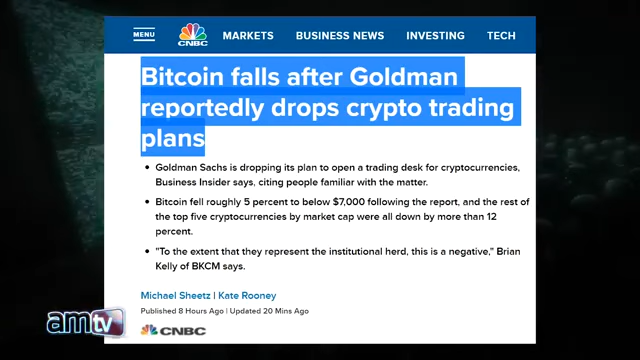 MENU
CNBC
MARKETS BUSINESS NEWS INVESTING TECH
Bitcoin falls after Goldman
reportedly drops crypto trading
plans
• Goldman Sachs is dropping its plan to open a trading desk for cryptocurrencies,
Business Insider says, citing people familiar with the matter.
• Bitcoin fell roughly 5 percent to below $7,000 following the report, and the rest of
the top five cryptocurrencies by market cap were all down by more than 12
percent.
• "To the extent that they represent the institutional herd, this is a negative," Brian
Kelly of BKCM says.
Michael Sheetz | Kate Rooney
Published 8 Hours Ago | Updated 20 Mins Ago
CNBC
amtv